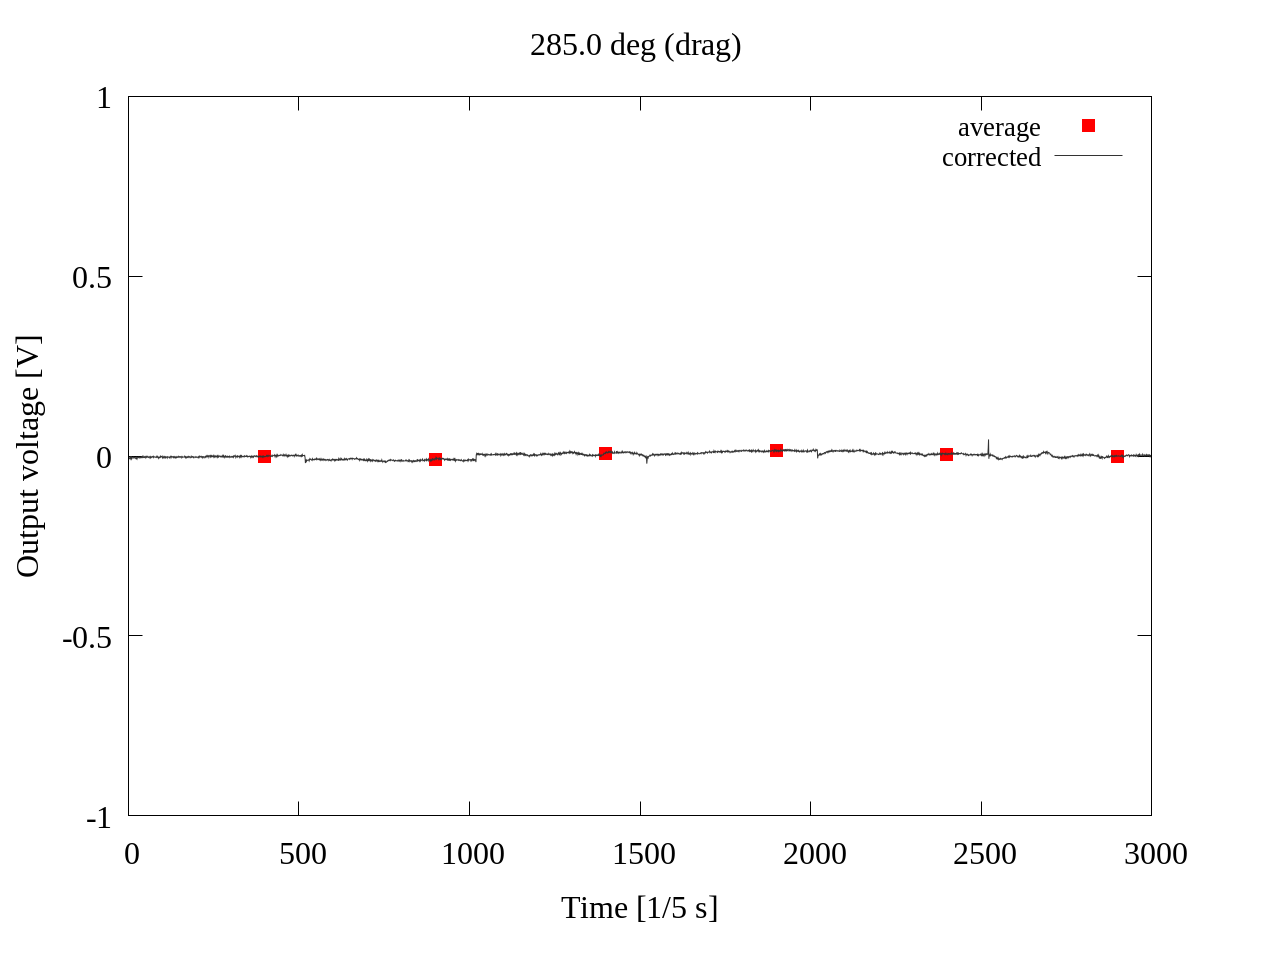 285.0 deg (drag)
average
corrected
1
0.5
0
-0.5
-1
Output voltage [V]
0 500 1000 1500 2000 2500 3000
Time [1/5 s]